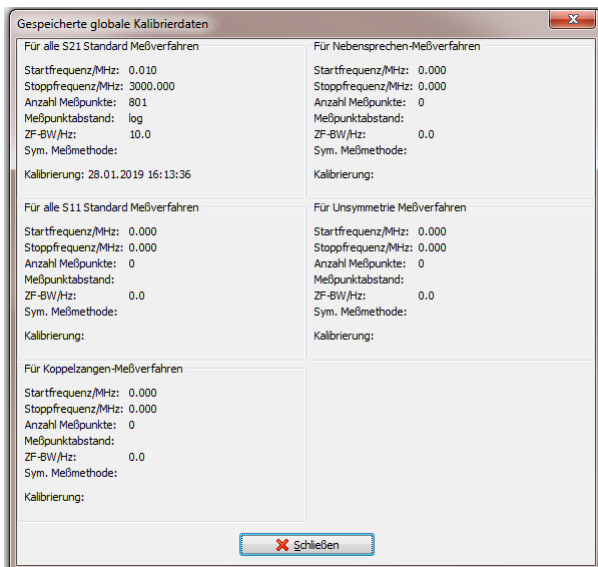 Gespeicherte globale Kalibrierdaten
Für alle S21 Standard Meßverfahren
Startfrequenz/MHz: 0.010
Stoppfrequenz/MHz: 3000.000
Anzahl Meßpunkte: 801
Meßpunktabstand: log
ZF-BW/Hz: 10.0
Sym. Meßmethode:
Kalibrierung: 28.01.2019 16:13:36
Für Nebensprechen-Meßverfahren
Startfrequenz/MHz: 0.000
Stoppfrequenz/MHz: 0.000
Anzahl Meßpunkte: 0
Meßpunktabstand:
ZF-BW/Hz: 0.0
Sym. Meßmethode:
Kalibrierung:
Für alle S11 Standard Meßverfahren
Startfrequenz/MHz: 0.000
Stoppfrequenz/MHz: 0.000
Anzahl Meßpunkte: 0
Meßpunktabstand:
ZF-BW/Hz: 0.0
Sym. Meßmethode:
Kalibrierung:
Für Unsymmetrie Meßverfahren
Startfrequenz/MHz: 0.000
Stoppfrequenz/MHz: 0.000
Anzahl Meßpunkte: 0
Meßpunktabstand:
ZF-BW/Hz: 0.0
Sym. Meßmethode:
Kalibrierung:
Für Koppelzangen-Meßverfahren
Startfrequenz/MHz: 0.000
Stoppfrequenz/MHz: 0.000
Anzahl Meßpunkte: 0
Meßpunktabstand:
ZF-BW/Hz: 0.0
Sym. Meßmethode:
Kalibrierung:
Schließen